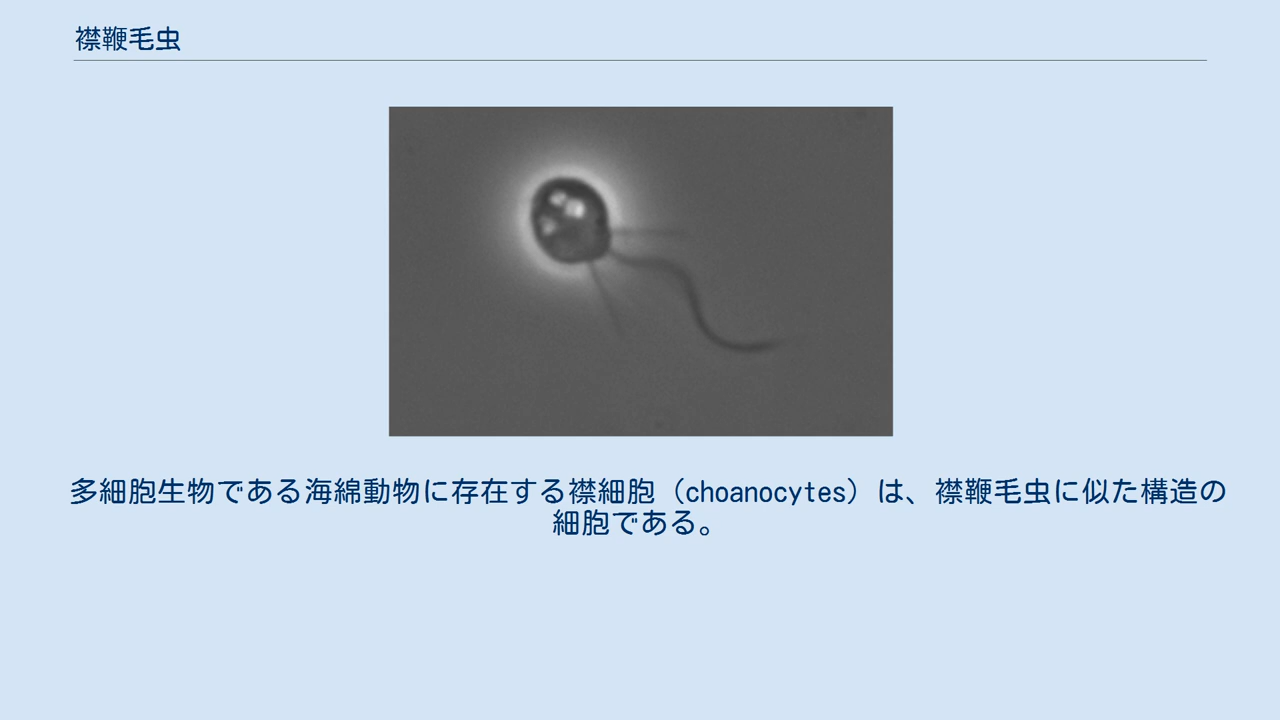 襟鞭毛虫
多細胞生物である海綿動物に存在する襟細胞（choanocytes）は、襟鞭毛虫に似た構造の
細胞である。